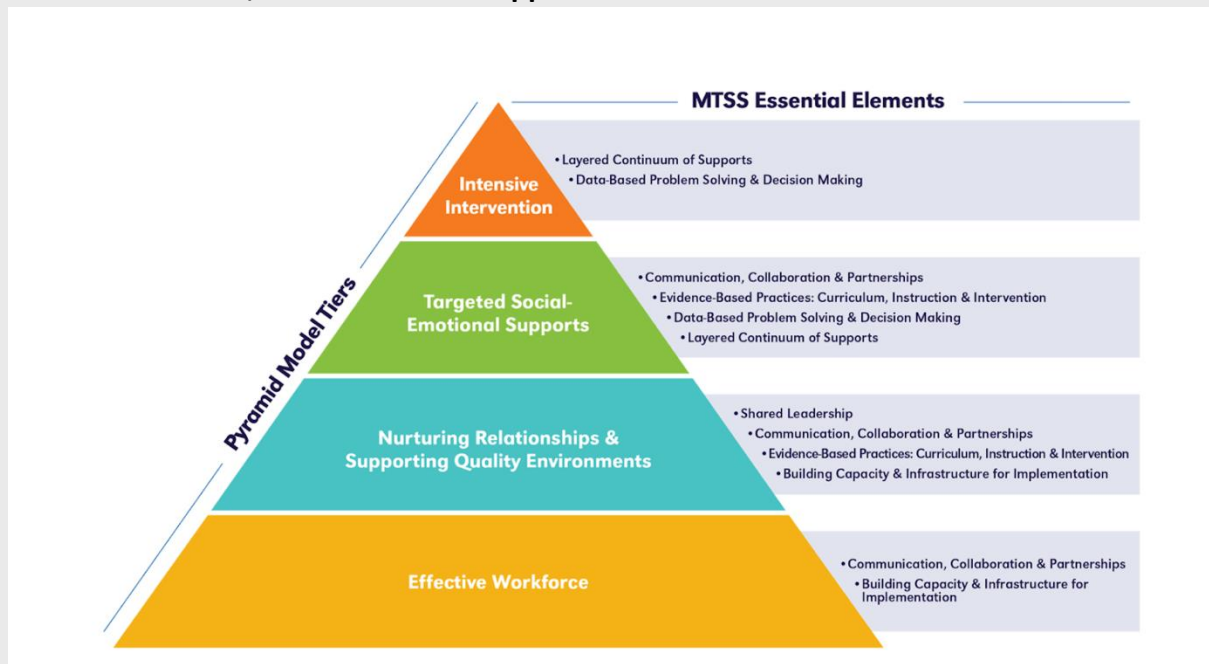 MTSS Essential Elements
Pyramid Model Tiers
Intensive
Intervention
• Layered Continuum of Supports
• Data-Based Problem Solving & Decision Making
Targeted Social-
Emotional Supports
• Communication, Collaboration & Partnerships
• Evidence-Based Practices: Curriculum, Instruction & Intervention
• Data-Based Problem Solving & Decision Making
• Layered Continuum of Supports
Nurturing Relationships &
Supporting Quality Environments
• Shared Leadership
• Communication, Collaboration & Partnerships
• Evidence-Based Practices: Curriculum, Instruction & Intervention
• Building Capacity & Infrastructure for Implementation
Effective Workforce
• Communication, Collaboration & Partnerships
• Building Capacity & Infrastructure for
Implementation